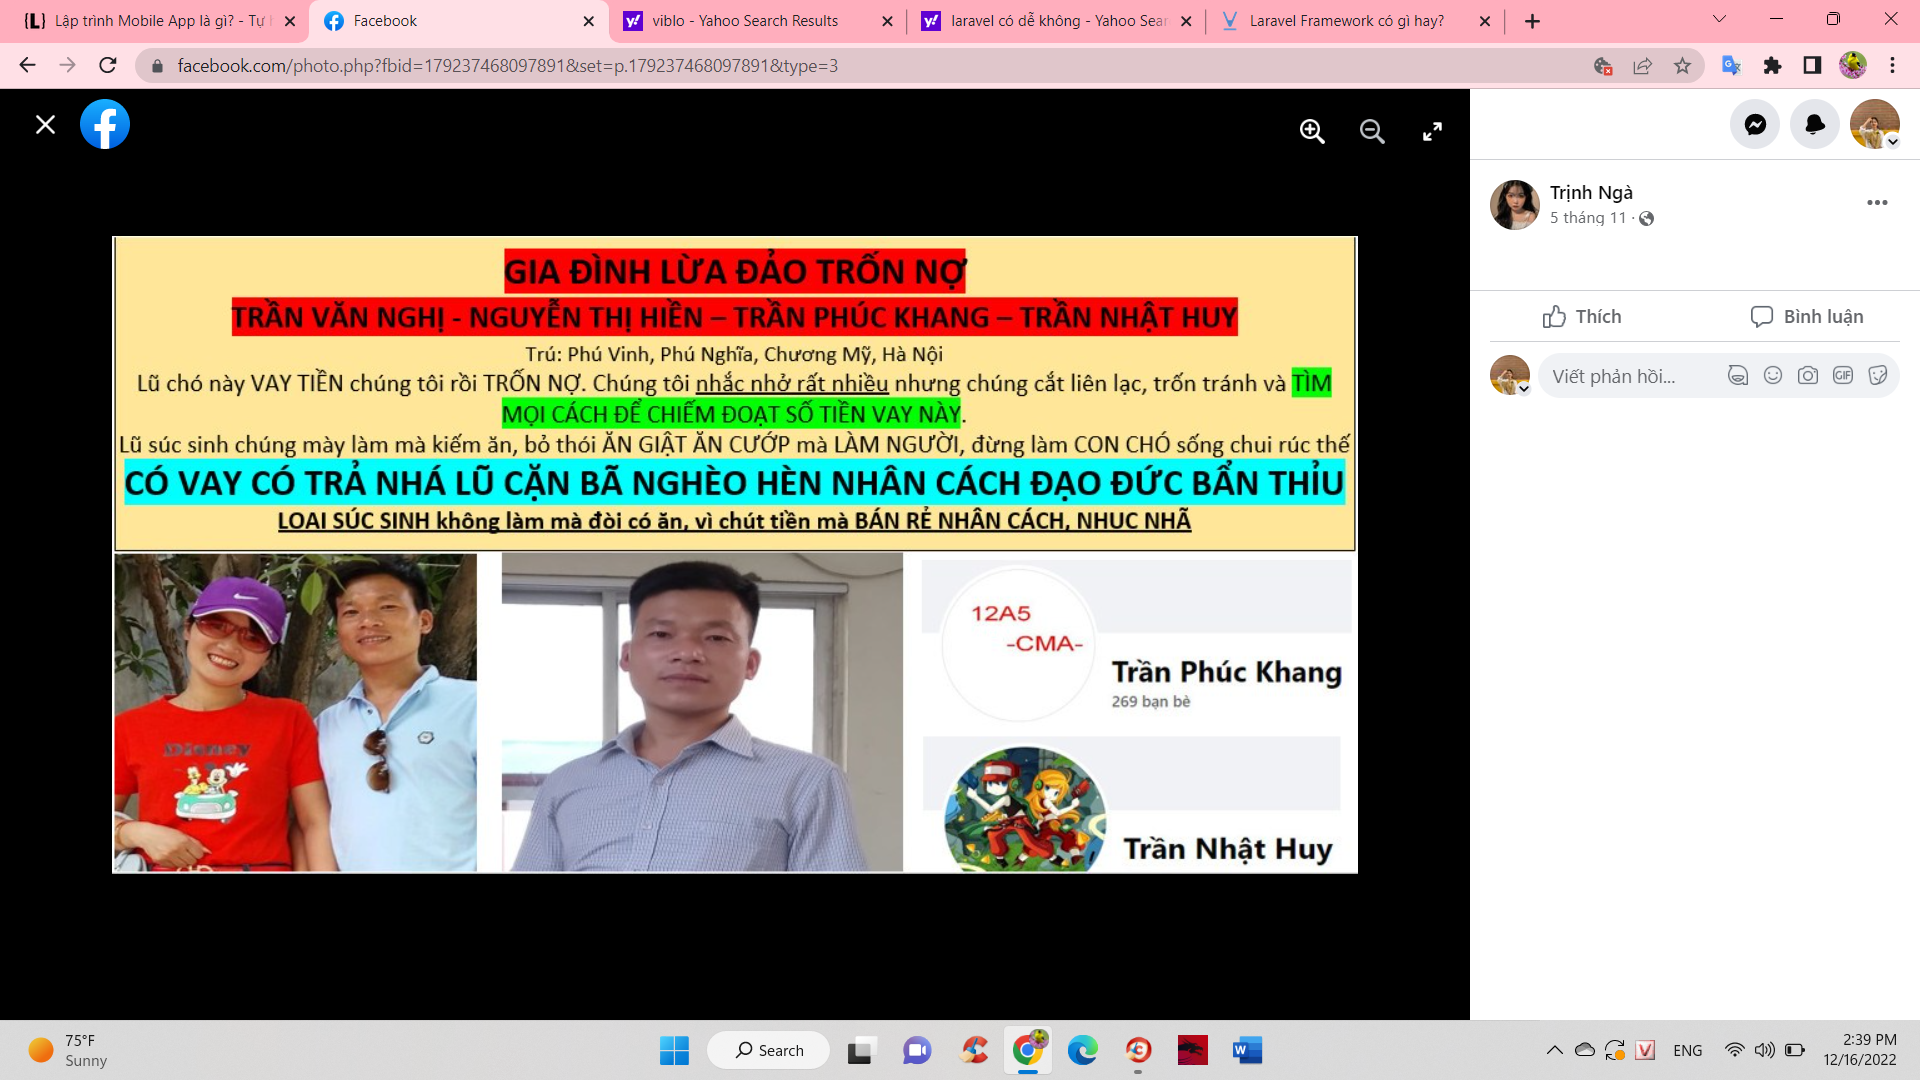 Lập trình Mobile App là gì? - Tự h
Facebook
viblo - Yahoo Search Results
laravel có dễ không - Yahoo Sear
Laravel Framework có gì hay?
facebook.com/photo.php?fbid=179237468097891&set=p.179237468097891&type=3
Trịnh Ngà
5 tháng 11 ·
Thích
Bình luận
Viết phản hồi...
GIF
GIA ĐÌNH LỪA ĐẢO TRỐN NỢ
TRẦN VĂN NGHỊ - NGUYỄN THỊ HIỀN – TRẦN PHÚC KHANG – TRẦN NHẬT HUY
Trú: Phú Vinh, Phú Nghĩa, Chương Mỹ, Hà Nội
Lũ chó này VAY TIỀN chúng tôi rồi TRỐN NỢ. Chúng tôi nhắc nhở rất nhiều nhưng chúng cắt liên lạc, trốn tránh và TÌM
MỌI CÁCH ĐỂ CHIẾM ĐOẠT SỐ TIỀN VAY NÀY.
Lũ súc sinh chúng mày làm mà kiếm ăn, bỏ thói ĂN GIẬT ĂN CƯỚP mà LÀM NGƯỜI, đừng làm CON CHÓ sống chui rúc thế
CÓ VAY CÓ TRẢ NHÁ LŨ CẶN BÃ NGHÈO HÈN NHÂN CÁCH ĐẠO ĐỨC BẨN THỈU
LOẠI SÚC SINH không làm mà đòi có ăn, vì chút tiền mà BÁN RẺ NHÂN CÁCH, NHỤC NHÃ
Disney
12A5
-CMA-
Trần Phúc Khang
269 bạn bè
Trần Nhật Huy
75°F
Sunny
Search
ENG
2:39 PM
12/16/2022